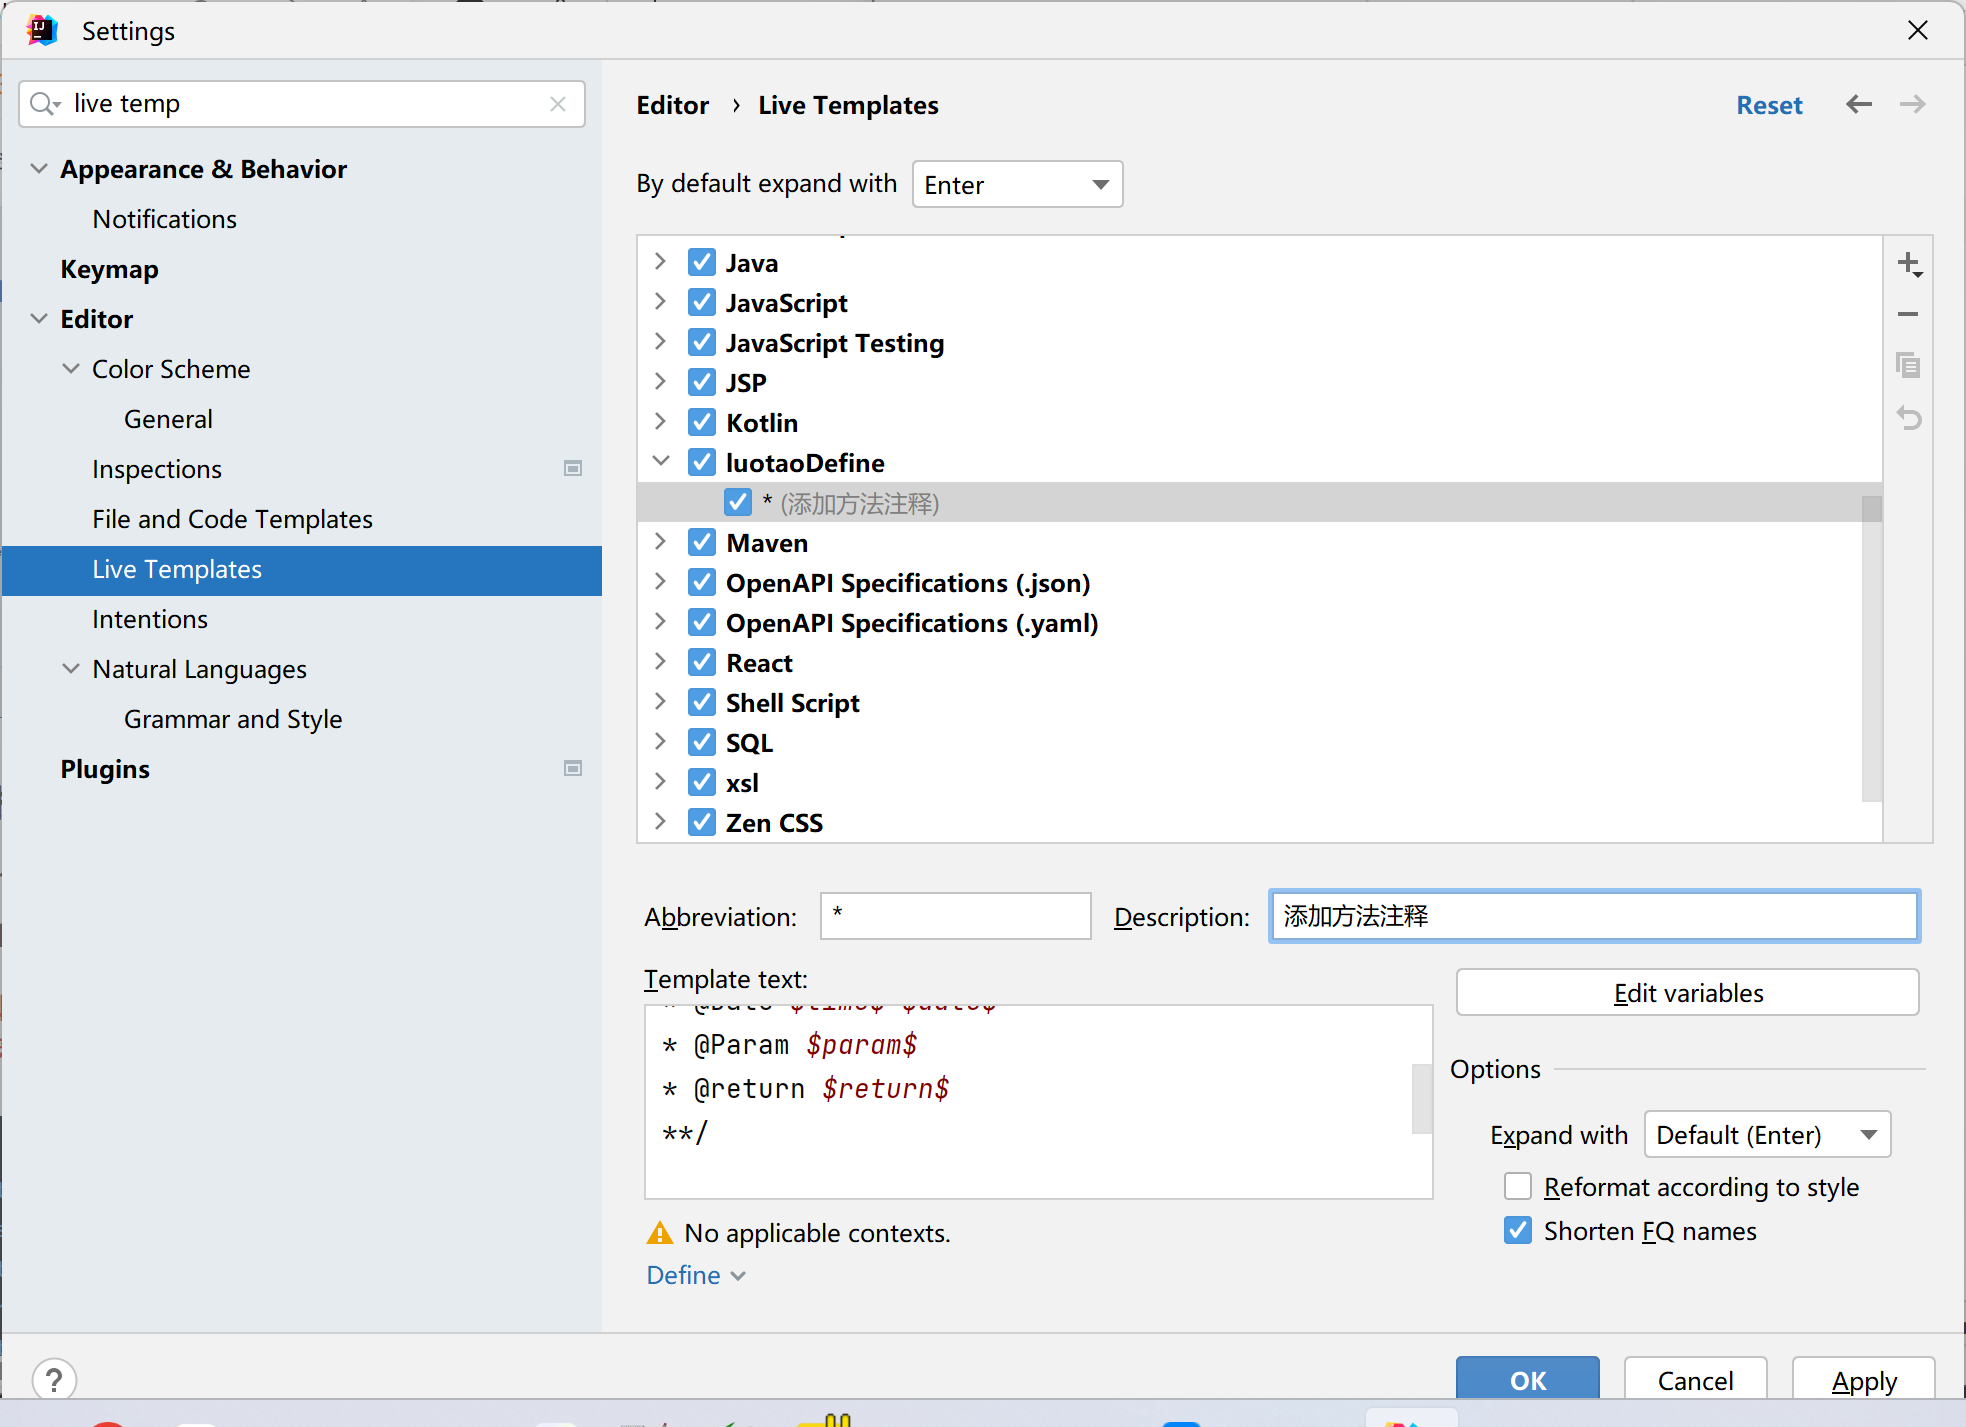 Settings
live temp
Appearance & Behavior
Notifications
Keymap
Editor
Color Scheme
General
Inspections
File and Code Templates
Live Templates
Intentions
Natural Languages
Grammar and Style
Plugins
Editor › Live Templates
Reset
By default expand with Enter
Java
JavaScript
JavaScript Testing
JSP
Kotlin
luotaoDefine
* (添加方法注释)
Maven
OpenAPI Specifications (.json)
OpenAPI Specifications (.yaml)
React
Shell Script
SQL
xsl
Zen CSS
Abbreviation: * Description: 添加方法注释
Template text:
Edit variables
* @Date $time$ $date$
* @Param $param$
* @return $return$
**/
Options
Expand with Default (Enter)
Reformat according to style
Shorten FQ names
No applicable contexts.
Define
? OK Cancel Apply